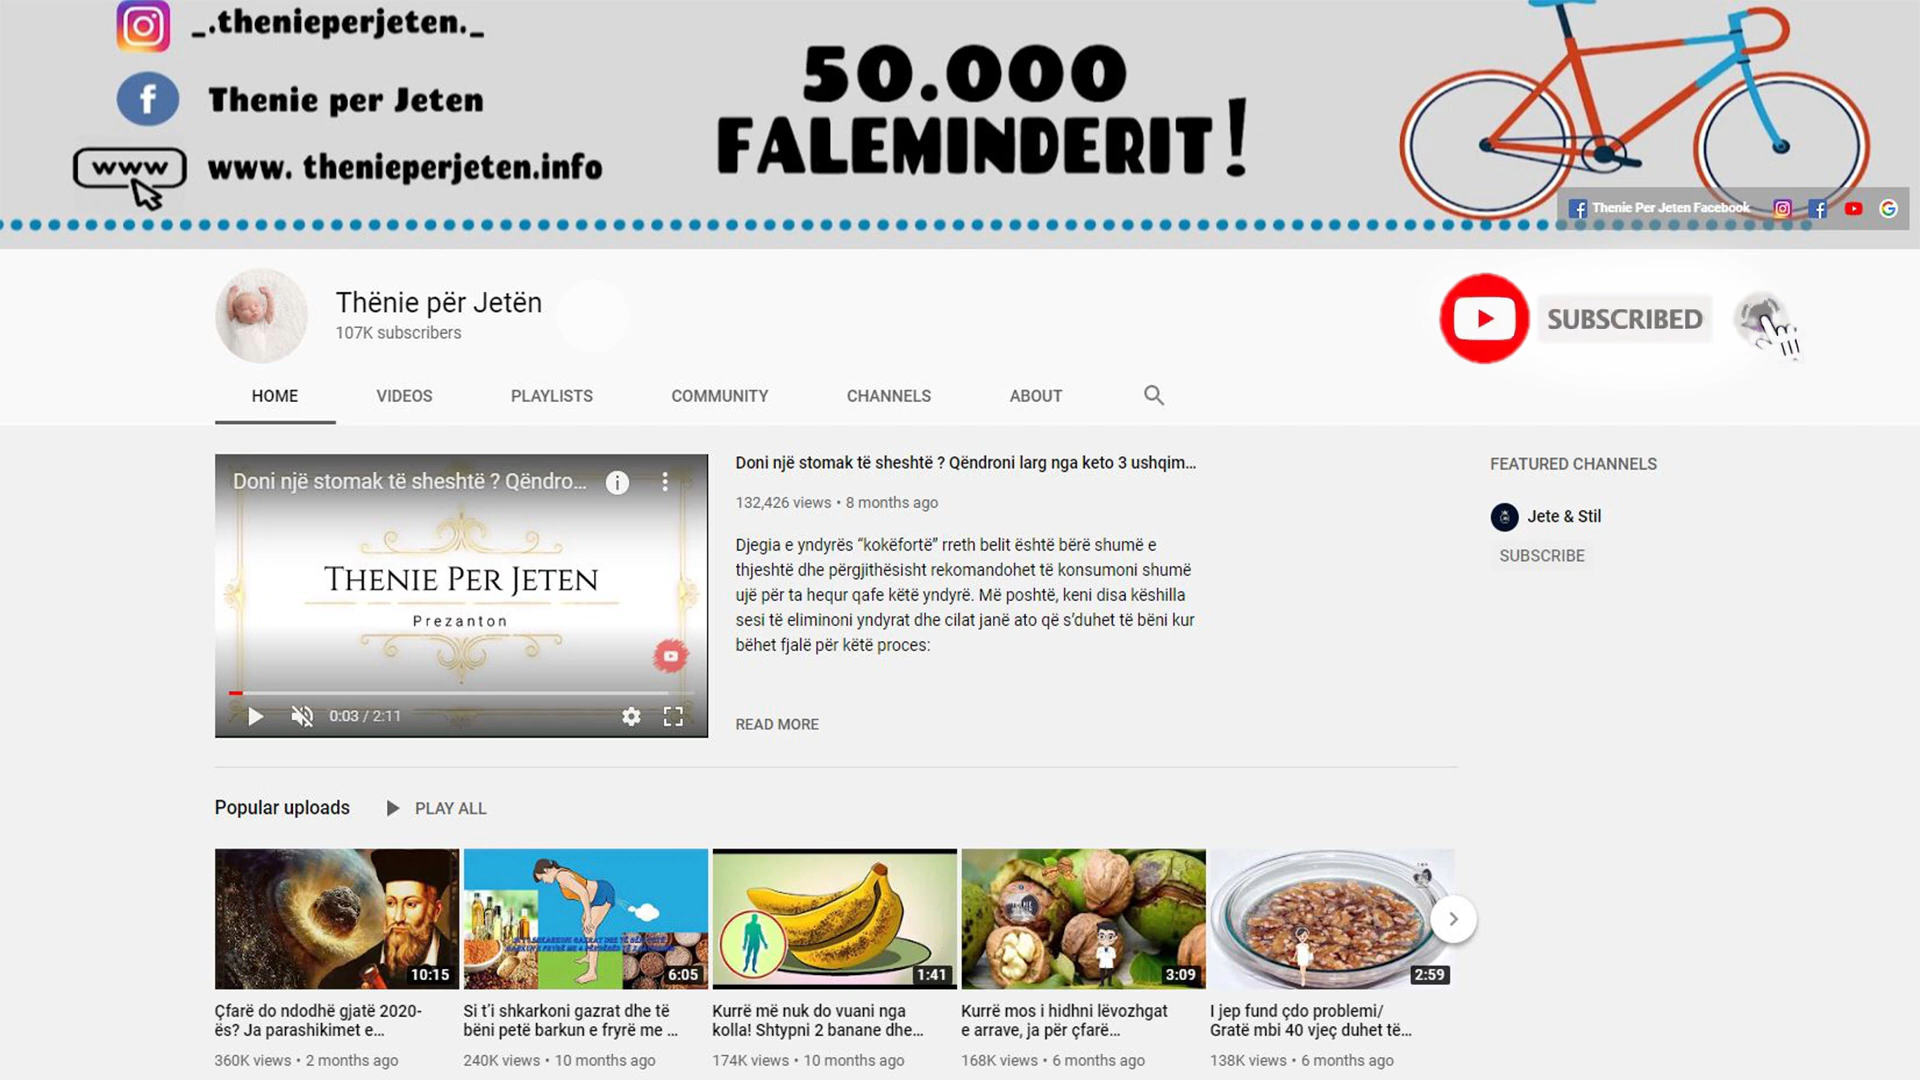 _.thenieperjeten._
Thenie per Jeten
www
www. thenieperjeten.info
50.000
FALEMINDERIT!
Thenie Per Jeten Facebook
Thënie për Jetën
107K subscribers
SUBSCRIBED
HOME VIDEOS PLAYLISTS COMMUNITY CHANNELS ABOUT
Doni një stomak të sheshtë ? Qëndro...
THENIE PER JETEN
Prezanton
0:03 / 2:11
Doni një stomak të sheshtë ? Qëndroni larg nga keto 3 ushqim...
132,426 views • 8 months ago
Djegia e yndyrës “kokëfortë” rreth belit është bërë shumë e
thjeshtë dhe përgjithësisht rekomandohet të konsumoni shumë
ujë për ta hequr qafe këtë yndyrë. Më poshtë, keni disa këshilla
sesi të eliminoni yndyrat dhe cilat janë ato që s’duhet të bëni kur
bëhet fjalë për këtë proces:
READ MORE
FEATURED CHANNELS
Jete & Stil
SUBSCRIBE
Popular uploads PLAY ALL
10:15
Çfarë do ndodhë gjatë 2020-
ës? Ja parashikimet e...
360K views • 2 months ago
6:05
Si t’i shkarkoni gazrat dhe të
bëni petë barkun e fryrë me ...
240K views • 10 months ago
1:41
Kurrë më nuk do vuani nga
kolla! Shtypni 2 banane dhe...
174K views • 10 months ago
3:09
Kurrë mos i hidhni lëvozhgat
e arrave, ja për çfarë...
168K views • 6 months ago
2:59
I jep fund çdo problemi/
Gratë mbi 40 vjeç duhet të...
138K views • 6 months ago